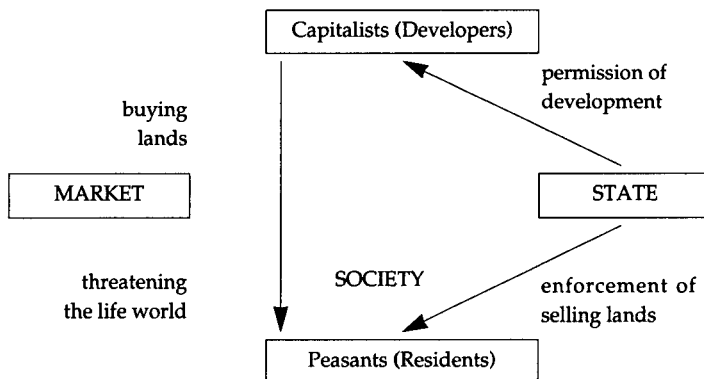 Capitalists (Developers)
permission of
development
buying
lands
MARKET
STATE
threatening
the life world
SOCIETY
enforcement of
selling lands
Peasants (Residents)